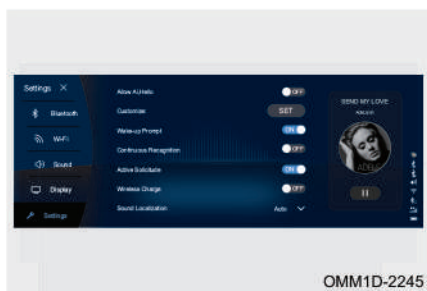 Settings ×
Bluetooth
Wi-Fi
Sound
Display
Settings
Allow AI Hello OFF
Customize SET
Wake-up Prompt ON
Continuous Recognition OFF
Active Solicitude ON
Wireless Charge OFF
Sound Localization Auto
SEND MY LOVE
ADELE
OMM1D-2245